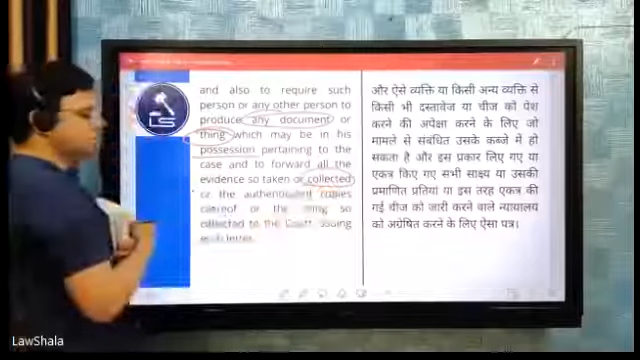 and also to require such
person or any other person to
produce any document or
thing which may be in his
possession pertaining to the
case and to forward all the
evidence so taken or collected
or the authenticated copies
thereof or the thing so
collected to the Court issuing
such letter.
और ऐसे व्यक्ति या किसी अन्य व्यक्ति से
किसी भी दस्तावेज या चीज को पेश
करने की अपेक्षा करने के लिए जो
मामले से संबंधित उसके कब्जे में हो
सकता है और इस प्रकार लिए गए या
एकत्र किए गए सभी साक्ष्य या उसकी
प्रमाणित प्रतियां या इस तरह एकत्र की
गई चीज को जारी करने वाले न्यायालय
को अग्रेषित करने के लिए ऐसा पत्र।
LS
LawShala